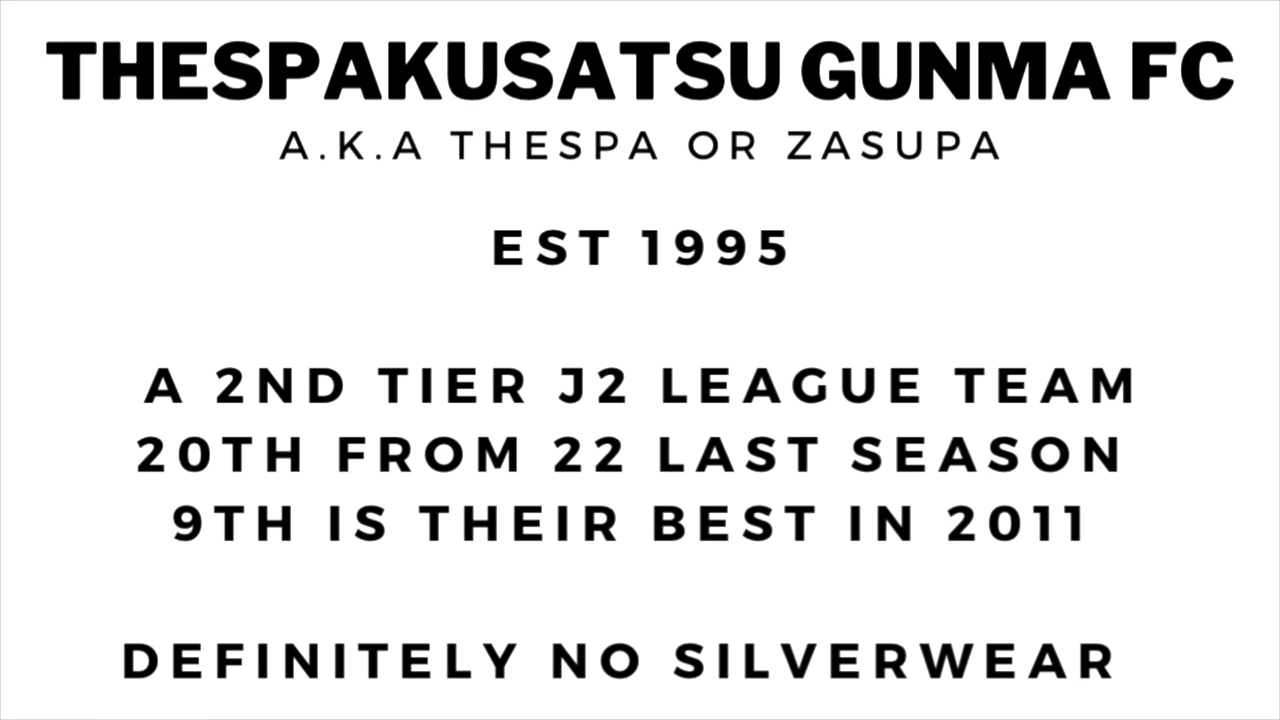 THESPAKUSATSU GUNMA FC
A.K.A THESPA OR ZASUPA
EST 1995
A 2ND TIER J2 LEAGUE TEAM
20TH FROM 22 LAST SEASON
9TH IS THEIR BEST IN 2011
DEFINITELY NO SILVERWEAR